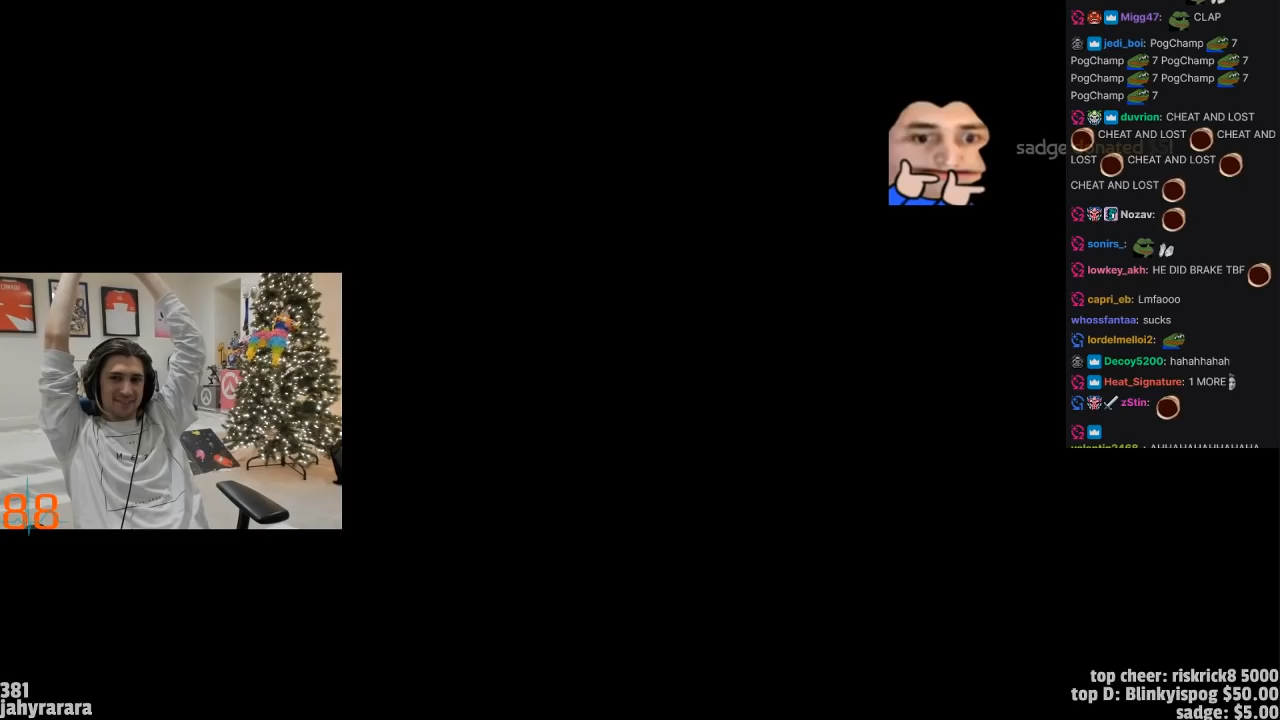 Migg47: CLAP
jedi_boi: PogChamp 7
PogChamp 7 PogChamp 7
PogChamp 7 PogChamp 7
PogChamp 7
duvrion: CHEAT AND LOST
CHEAT AND LOST CHEAT AND
LOST CHEAT AND LOST
CHEAT AND LOST
sadge donated $5!
Nozav:
sonirs_:
lowkey_akh: HE DID BRAKE TBF
capri_eb: Lmfaooo
whossfantaa: sucks
lordelmelloi2:
Decoy5200: hahahhahah
Heat_Signature: 1 MORE
zStin:
88
381
jahyrarara
top cheer: riskrick8 5000
top D: Blinkyispog $50.00
sadge: $5.00